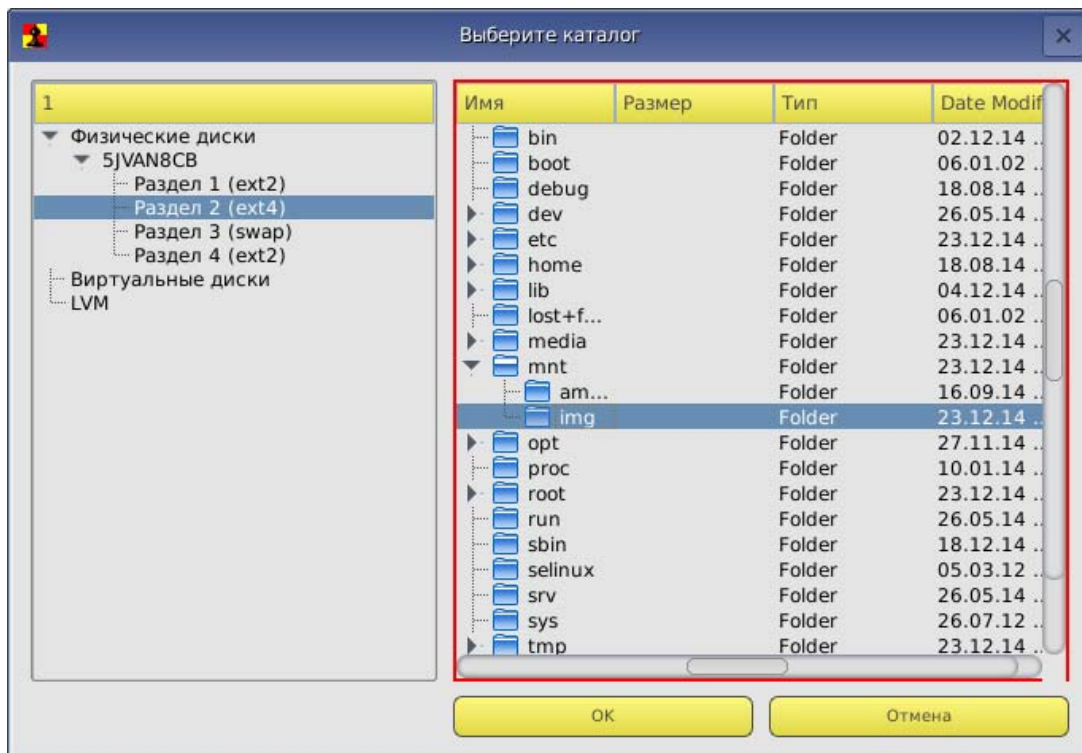 Выберите каталог
1
Физические диски
5JVAN8CB
Раздел 1 (ext2)
Раздел 2 (ext4)
Раздел 3 (swap)
Раздел 4 (ext2)
Виртуальные диски
LVM
Имя Размер Тип Date Modif
bin Folder 02.12.14 ..
boot Folder 06.01.02 ..
debug Folder 18.08.14 ..
dev Folder 26.05.14 ..
etc Folder 23.12.14 ..
home Folder 18.08.14 ..
lib Folder 04.12.14 ..
lost+f... Folder 06.01.02 ..
media Folder 23.12.14 ..
mnt Folder 23.12.14 ..
am... Folder 16.09.14 ..
img Folder 23.12.14 ..
opt Folder 27.11.14 ..
proc Folder 10.01.14 ..
root Folder 23.12.14 ..
run Folder 26.05.14 ..
sbin Folder 18.12.14 ..
selinux Folder 05.03.12 ..
srv Folder 26.05.14 ..
sys Folder 26.07.12 ..
tmp Folder 23.12.14 ..
OK Отмена